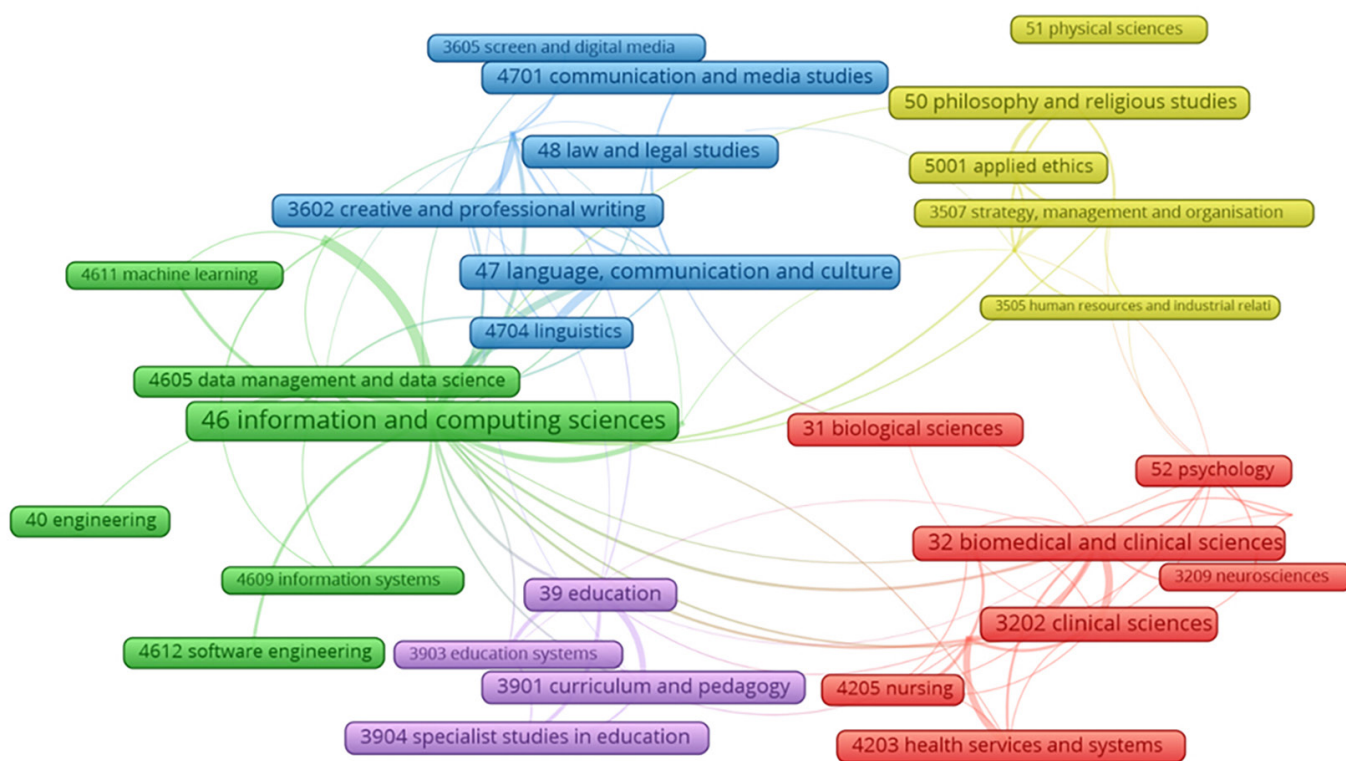 51 physical sciences
3605 screen and digital media
4701 communication and media studies
50 philosophy and religious studies
48 law and legal studies
5001 applied ethics
3602 creative and professional writing
3507 strategy, management and organisation
4611 machine learning
47 language, communication and culture
3505 human resources and industrial relati
4704 linguistics
4605 data management and data science
46 information and computing sciences
31 biological sciences
52 psychology
40 engineering
32 biomedical and clinical sciences
4609 information systems
3209 neurosciences
39 education
3202 clinical sciences
4612 software engineering
3903 education systems
3901 curriculum and pedagogy
4205 nursing
3904 specialist studies in education
4203 health services and systems